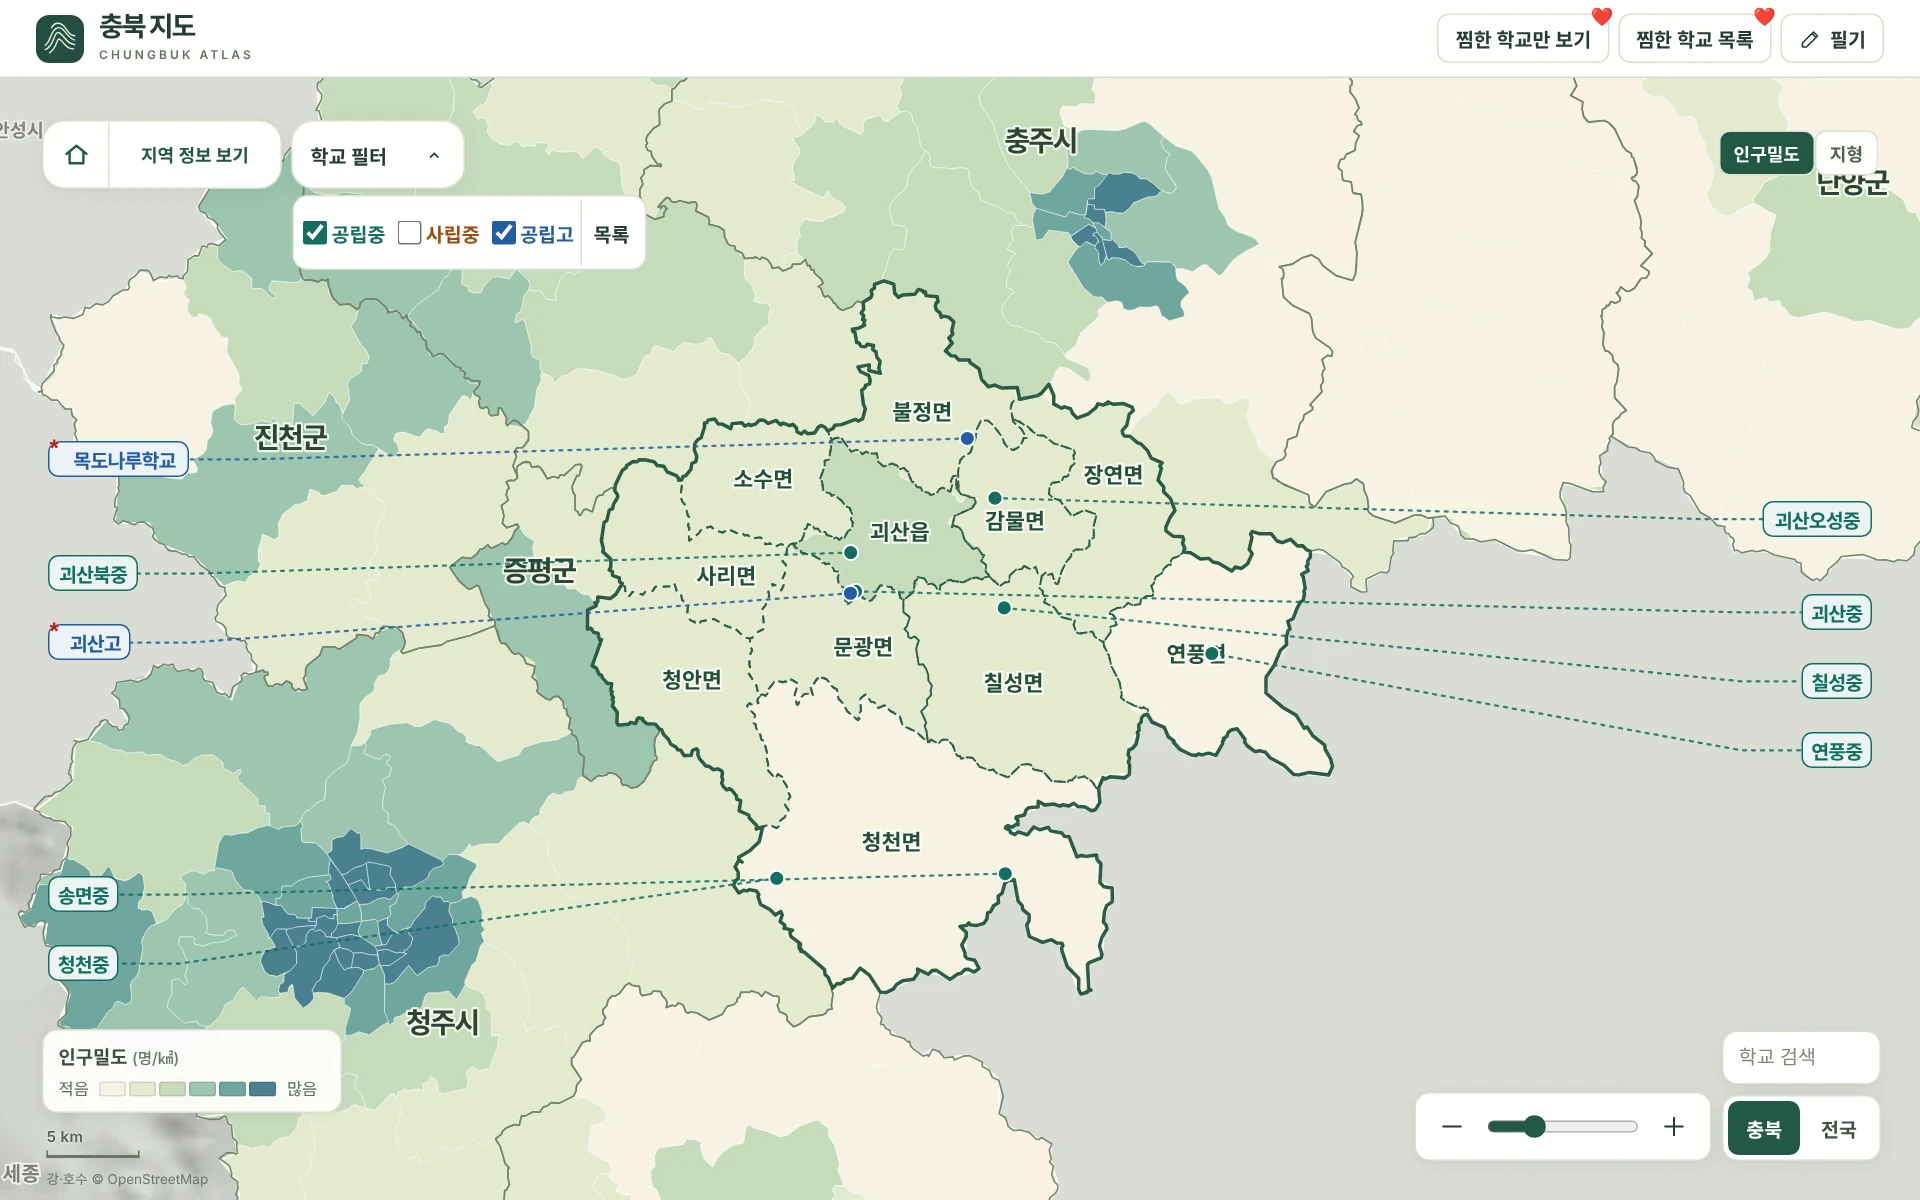 충북 지도
CHUNGBUK ATLAS
찜한 학교만 보기
찜한 학교 목록
필기
안성시
지역 정보 보기
학교 필터
충주시
인구밀도
지형
단양군
공립중
사립중
공립고
목록
불정면
진천군
* 목도나루학교
소수면
장연면
괴산읍
감물면
괴산오성중
증평군
괴산북중
사리면
괴산중
* 괴산고
문광면
연풍면
청안면
칠성면
칠성중
연풍중
청천면
송면중
청천중
청주시
인구밀도 (명/㎢)
적음
많음
학교 검색
5 km
충북
전국
세종
강·호수 © OpenStreetMap